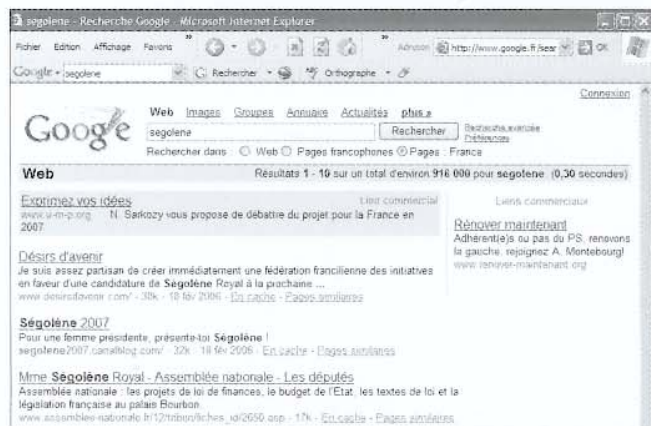 segolene - Recherche Google - Microsoft Internet Explorer
Fichier Edition Affichage Favoris » » Adresse http://www.google.fr/sear OK
Google - segolene G Rechercher Orthographe
Connexion
Google
Web Images Groupes Annuaire Actualités plus »
segolene Rechercher Recherche avancée
Préférences
Rechercher dans : Web Pages francophones Pages : France
Web Résultats 1 - 10 sur un total d'environ 916 000 pour segolene. (0,30 secondes)
Exprimez vos idées Lien commercial
www.u-m-p.org N. Sarkozy vous propose de débattre du projet pour la France en
2007
Liens commerciaux
Rénover maintenant
Adhérent(e)s ou pas du PS, renovons
la gauche, rejoignez A. Montebourg!
www.renover-maintenant.org
Désirs d'avenir
Je suis assez partisan de créer immédiatement une fédération francilienne des initiatives
en faveur d'une candidature de Ségolène Royal à la prochaine ...
www.desirsdavenir.com/ - 30k - 18 fév 2006 - En cache - Pages similaires
Ségolène 2007
Pour une femme présidente, présente-toi Ségolène !
segolene2007.canalblog.com/ - 32k - 18 fév 2006 - En cache - Pages similaires
Mme Ségolène Royal - Assemblée nationale - Les députés
Assemblée nationale : les projets de loi de finances, le budget de l'Etat, les textes de loi et la
législation française au palais Bourbon.
www.assemblee-nationale.fr/12/tribun/fiches_id/2650.asp - 17k - En cache - Pages similaires